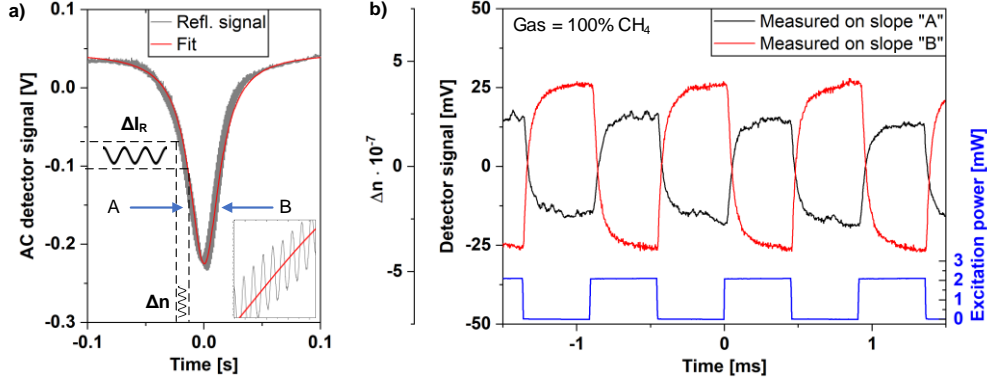 a)
Refl. signal
Fit
AC detector signal [V]
0.0
-0.1
-0.2
-0.3
ΔI_R
A
B
Δn
-0.1
0.0
0.1
Time [s]
b)
Gas = 100% CH₄
Measured on slope "A"
Measured on slope "B"
Δn · 10⁻⁷
5
0
-5
Detector signal [mV]
50
25
0
-25
-50
Excitation power [mW]
3
2
1
0
-1
0
1
Time [ms]